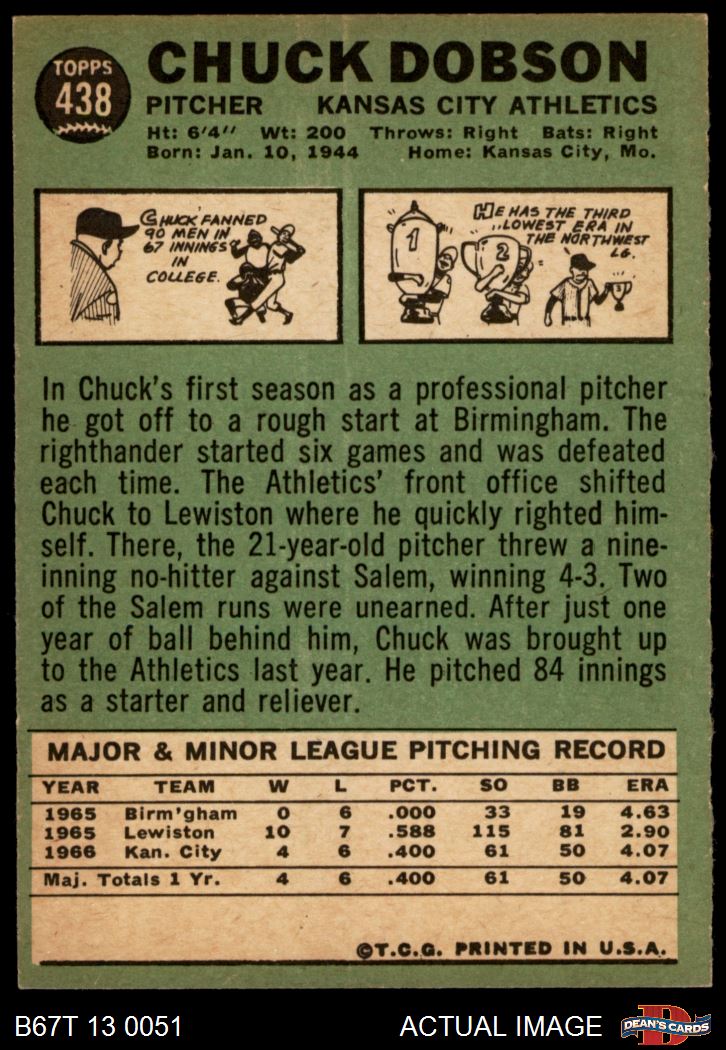 TOPPS
438
CHUCK DOBSON
PITCHER KANSAS CITY ATHLETICS
Ht: 6'4" Wt: 200 Throws: Right Bats: Right
Born: Jan. 10, 1944 Home: Kansas City, Mo.
CHUCK FANNED
90 MEN IN
67 INNINGS
IN
COLLEGE.
HE HAS THE THIRD
LOWEST ERA IN
THE NORTHWEST
LG.
1
2
3
In Chuck's first season as a professional pitcher
he got off to a rough start at Birmingham. The
righthander started six games and was defeated
each time. The Athletics' front office shifted
Chuck to Lewiston where he quickly righted him-
self. There, the 21-year-old pitcher threw a nine-
inning no-hitter against Salem, winning 4-3. Two
of the Salem runs were unearned. After just one
year of ball behind him, Chuck was brought up
to the Athletics last year. He pitched 84 innings
as a starter and reliever.
MAJOR & MINOR LEAGUE PITCHING RECORD
YEAR TEAM W L PCT. SO BB ERA
1965 Birm'gham 0 6 .000 33 19 4.63
1965 Lewiston 10 7 .588 115 81 2.90
1966 Kan. City 4 6 .400 61 50 4.07
Maj. Totals 1 Yr. 4 6 .400 61 50 4.07
©T.C.G. PRINTED IN U.S.A.
B67T 13 0051 ACTUAL IMAGE DEAN'S CARDS